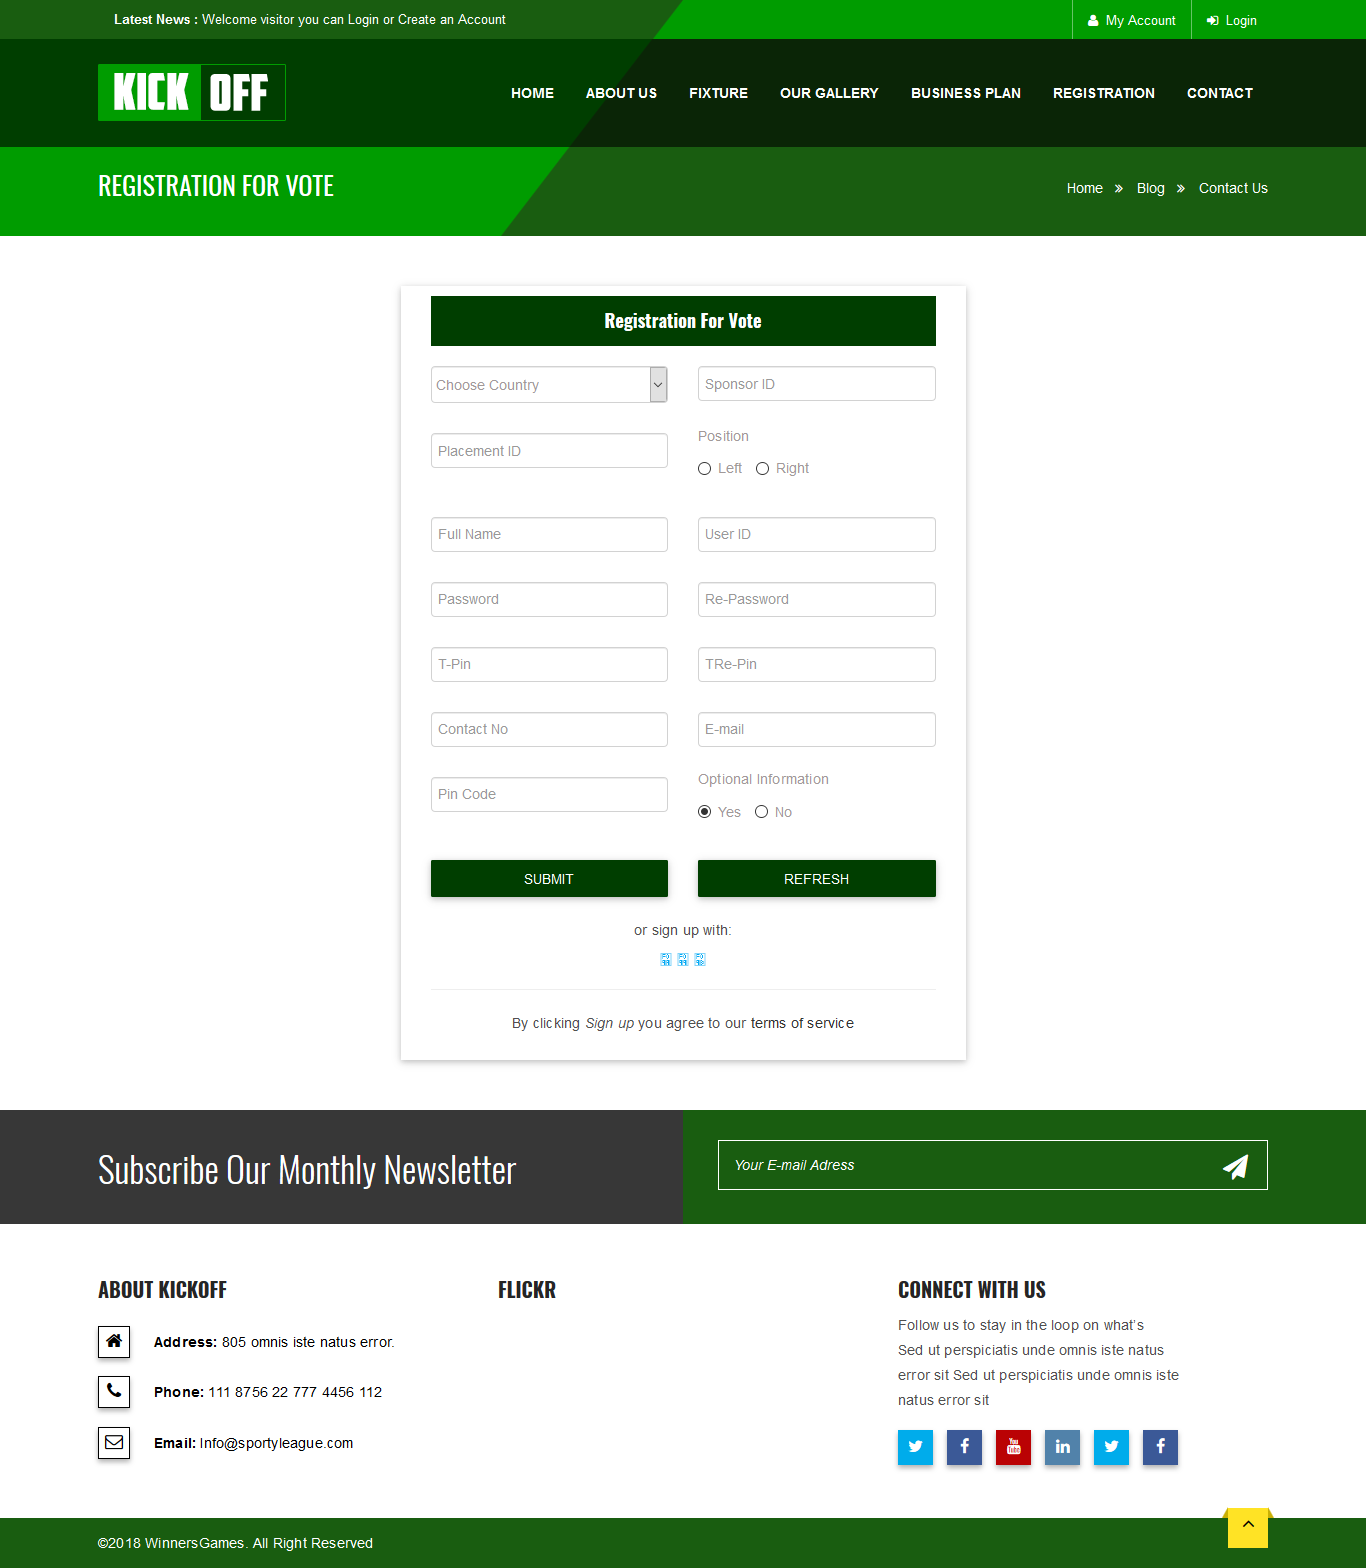 Latest News : Welcome visitor you can Login or Create an Account
My Account
Login
KICK OFF
HOME
ABOUT US
FIXTURE
OUR GALLERY
BUSINESS PLAN
REGISTRATION
CONTACT
REGISTRATION FOR VOTE
Home » Blog » Contact Us
Registration For Vote
Choose Country
Sponsor ID
Placement ID
Position
Left
Right
Full Name
User ID
Password
Re-Password
T-Pin
TRe-Pin
Contact No
E-mail
Pin Code
Optional Information
Yes
No
SUBMIT
REFRESH
or sign up with:
By clicking Sign up you agree to our terms of service
Subscribe Our Monthly Newsletter
Your E-mail Adress
ABOUT KICKOFF
Address: 805 omnis iste natus error.
Phone: 111 8756 22 777 4456 112
Email: Info@sportyleague.com
FLICKR
CONNECT WITH US
Follow us to stay in the loop on what's
Sed ut perspiciatis unde omnis iste natus
error sit Sed ut perspiciatis unde omnis iste
natus error sit
You Tube
©2018 WinnersGames. All Right Reserved